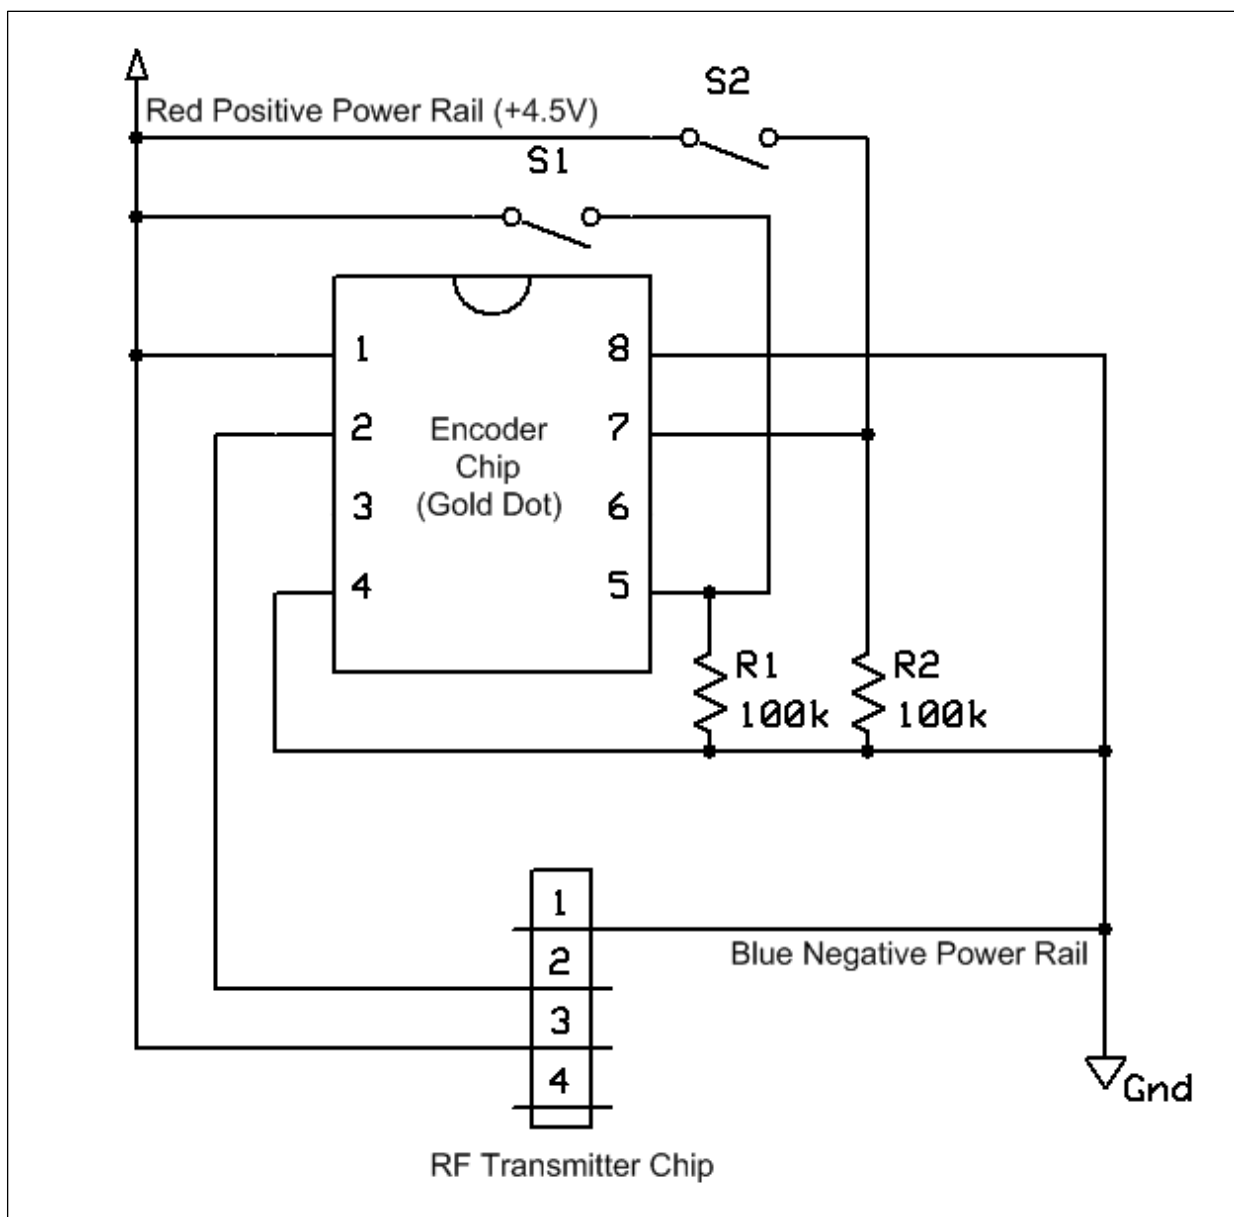 S2
Red Positive Power Rail (+4.5V)
S1
1
8
2
Encoder
7
Chip
3
(Gold Dot)
6
4
5
R1
100k
R2
100k
1
2
Blue Negative Power Rail
3
4
Gnd
RF Transmitter Chip